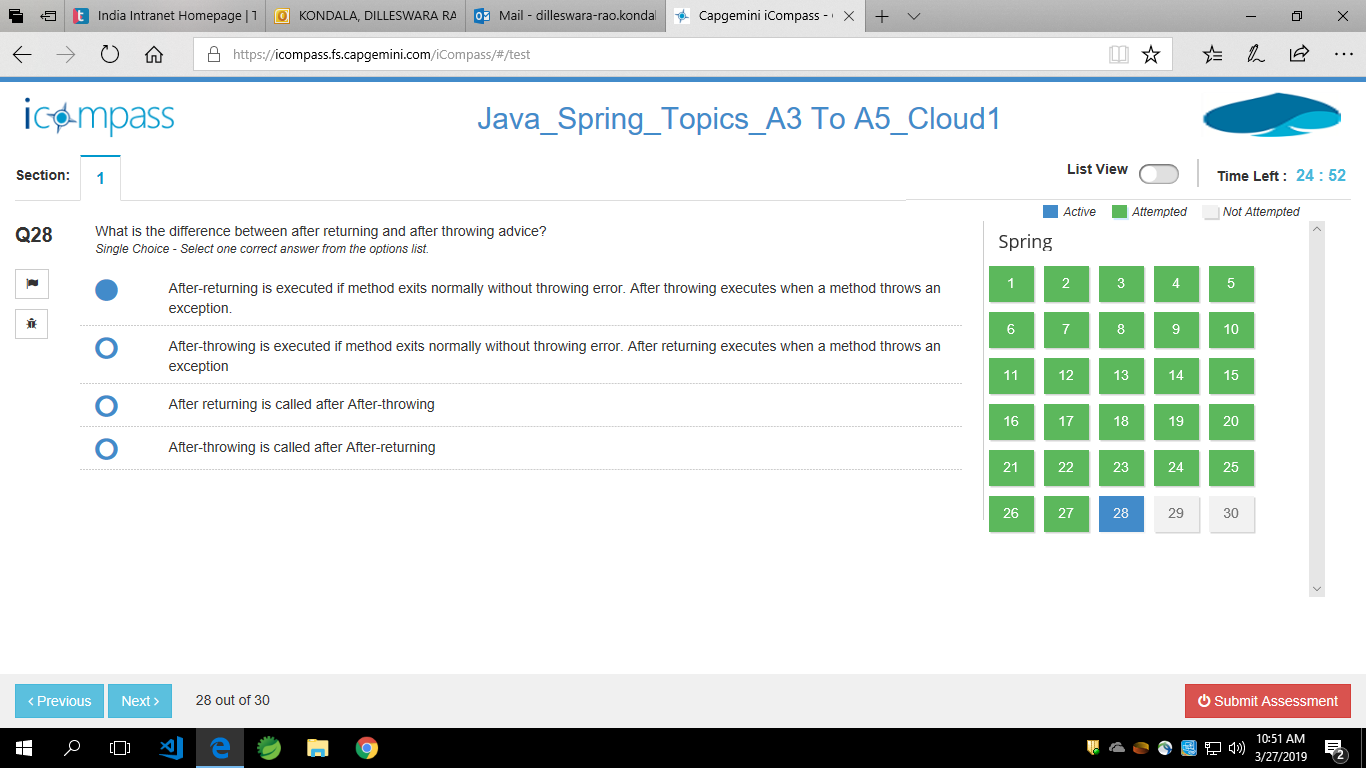 India Intranet Homepage | T
KONDALA, DILLESWARA RA
Mail - dilleswara-rao.kondal
Capgemini iCompass -
https://icompass.fs.capgemini.com/iCompass/#/test
icompass
Java_Spring_Topics_A3 To A5_Cloud1
Section:
1
List View
Time Left : 24 : 52
Active Attempted Not Attempted
Q28
What is the difference between after returning and after throwing advice?
Single Choice - Select one correct answer from the options list.
After-returning is executed if method exits normally without throwing error. After throwing executes when a method throws an
exception.
After-throwing is executed if method exits normally without throwing error. After returning executes when a method throws an
exception
After returning is called after After-throwing
After-throwing is called after After-returning
Spring
1 2 3 4 5
6 7 8 9 10
11 12 13 14 15
16 17 18 19 20
21 22 23 24 25
26 27 28 29 30
Previous
Next
28 out of 30
Submit Assessment
10:51 AM
3/27/2019
2